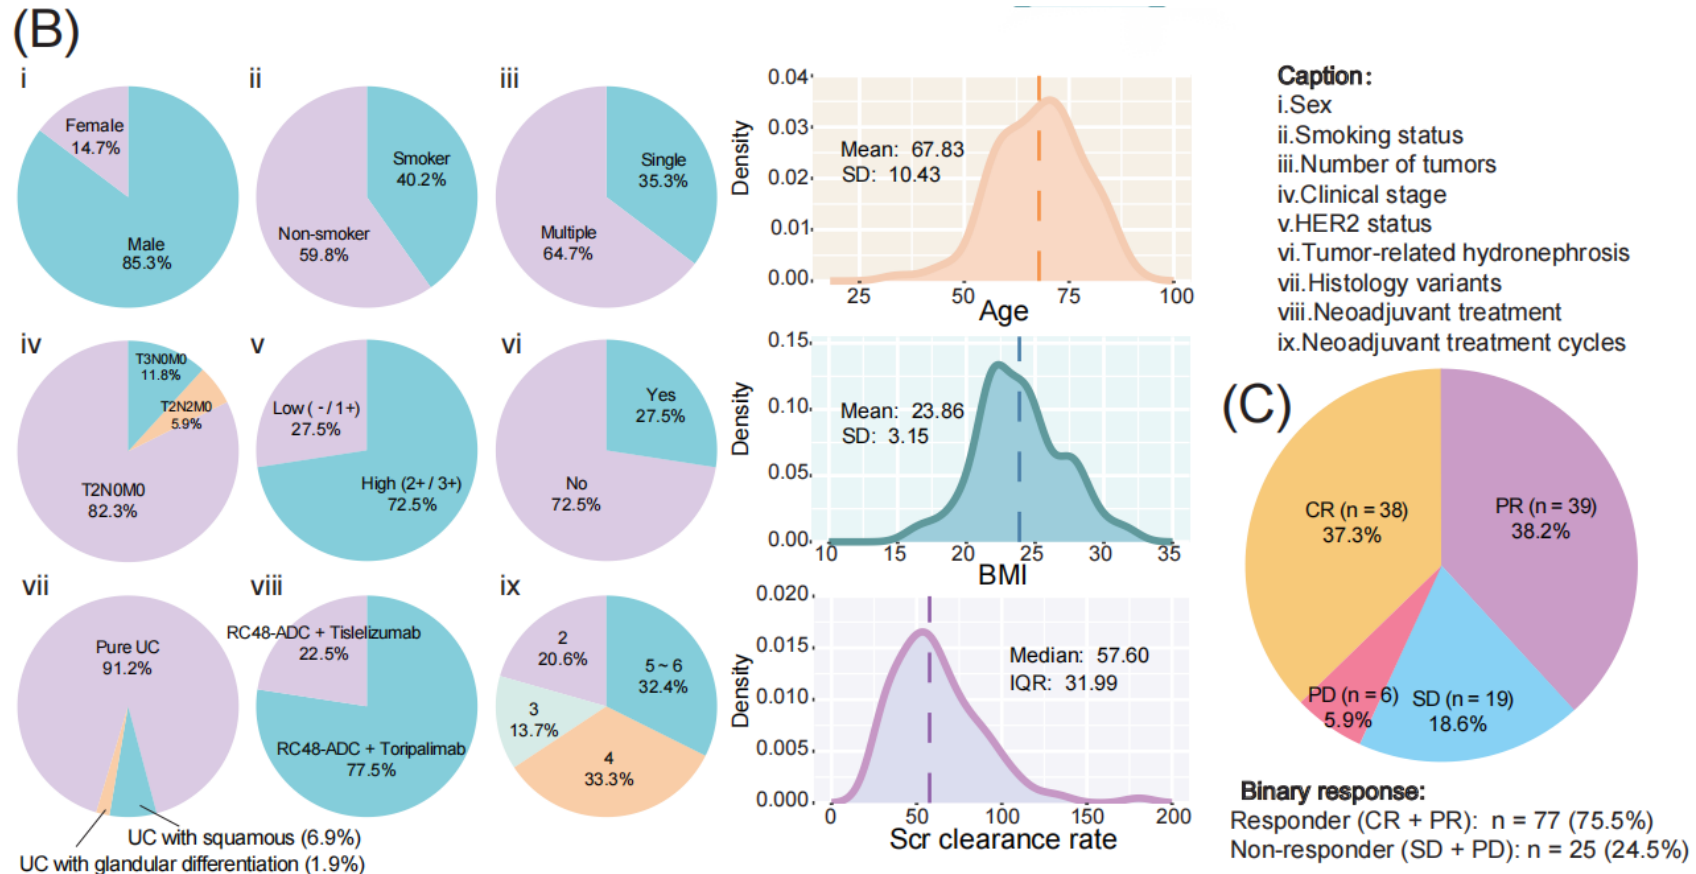 (B)
i
Female
14.7%
Male
85.3%
ii
Smoker
40.2%
Non-smoker
59.8%
iii
Single
35.3%
Multiple
64.7%
iv
T3N0M0
11.8%
T2N2M0
5.9%
T2N0M0
82.3%
v
Low ( - / 1+)
27.5%
High (2+ / 3+)
72.5%
vi
Yes
27.5%
No
72.5%
vii
Pure UC
91.2%
UC with squamous (6.9%)
UC with glandular differentiation (1.9%)
viii
RC48-ADC + Tislelizumab
22.5%
RC48-ADC + Toripalimab
77.5%
ix
2
20.6%
5 ~ 6
32.4%
3
13.7%
4
33.3%
Density
0.04
0.03
0.02
0.01
0.00
Mean: 67.83
SD: 10.43
25 50 75 100
Age
Density
0.15
0.10
0.05
0.00
Mean: 23.86
SD: 3.15
10 15 20 25 30 35
BMI
Density
0.020
0.015
0.010
0.005
0.000
Median: 57.60
IQR: 31.99
0 50 100 150 200
Scr clearance rate
Caption:
i.Sex
ii.Smoking status
iii.Number of tumors
iv.Clinical stage
v.HER2 status
vi.Tumor-related hydronephrosis
vii.Histology variants
viii.Neoadjuvant treatment
ix.Neoadjuvant treatment cycles
(C)
CR (n = 38)
37.3%
PR (n = 39)
38.2%
PD (n = 6)
5.9%
SD (n = 19)
18.6%
Binary response:
Responder (CR + PR): n = 77 (75.5%)
Non-responder (SD + PD): n = 25 (24.5%)